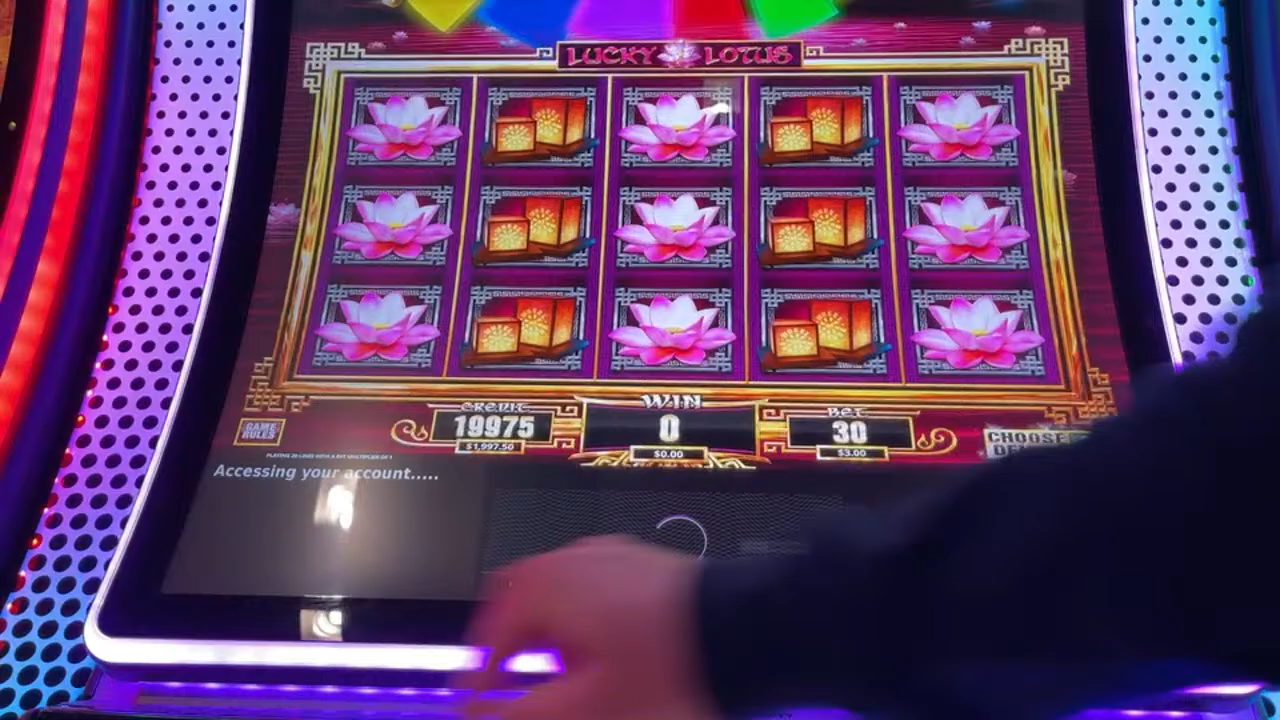 LUCKY LOTUS
CREDIT
19975
$1,997.50
WIN
0
$0.00
BET
30
$3.00
GAME
RULES
CHOOSE
Accessing your account.....